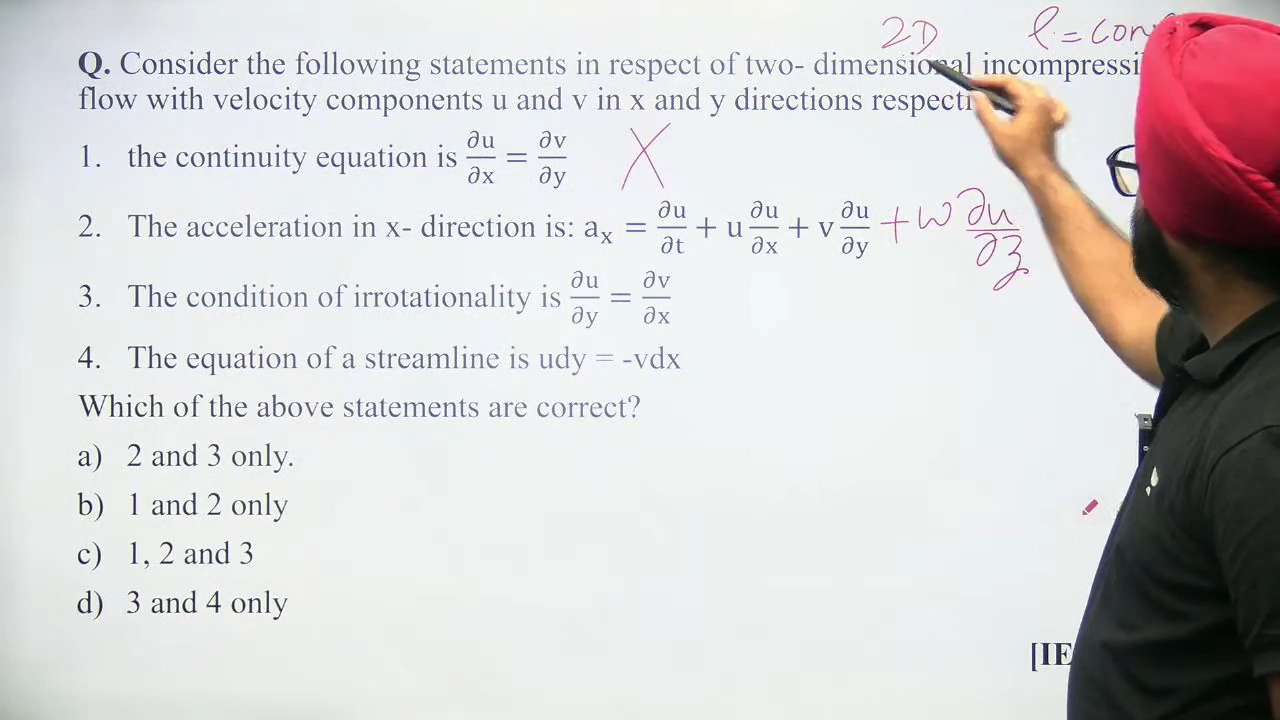 2D ρ = con
Q. Consider the following statements in respect of two- dimensional incompressi
flow with velocity components u and v in x and y directions respecti
1. the continuity equation is ∂u/∂x = ∂v/∂y X
2. The acceleration in x- direction is: aₓ = ∂u/∂t + u ∂u/∂x + v ∂u/∂y + w ∂u/∂z
3. The condition of irrotationality is ∂u/∂y = ∂v/∂x
4. The equation of a streamline is udy = -vdx
Which of the above statements are correct?
a) 2 and 3 only.
b) 1 and 2 only
c) 1, 2 and 3
d) 3 and 4 only
[IE